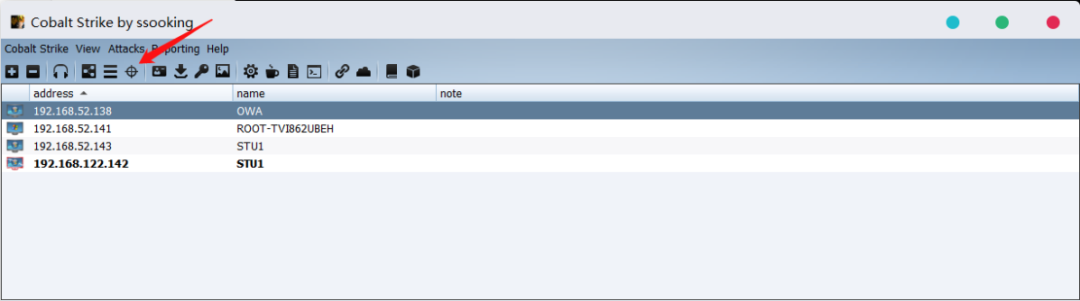 Cobalt Strike by ssooking
Cobalt Strike View Attacks Reporting Help
address name note
192.168.52.138 OWA
192.168.52.141 ROOT-TVI862UBEH
192.168.52.143 STU1
192.168.122.142 STU1